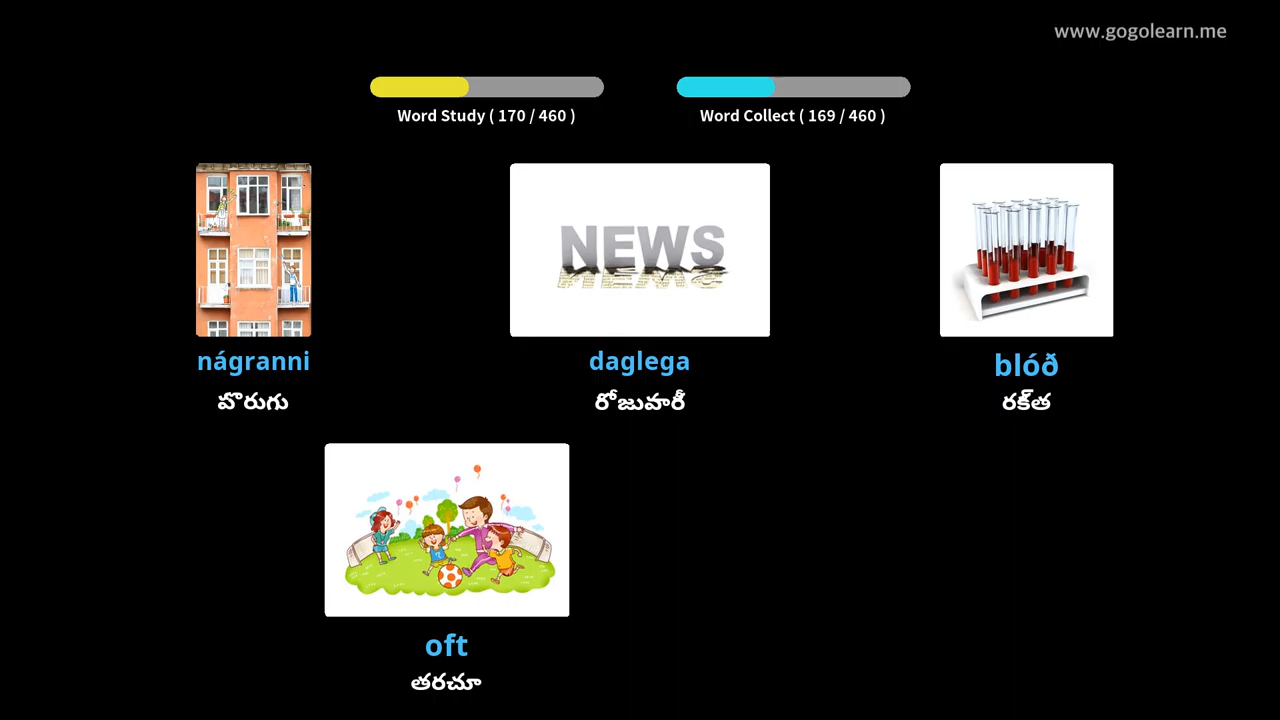 www.gogolearn.me
Word Study ( 170 / 460 )
Word Collect ( 169 / 460 )
NEWS
nágranni
daglega
blóð
పొరుగు
రోజువారీ
రక్త
oft
తరచూ